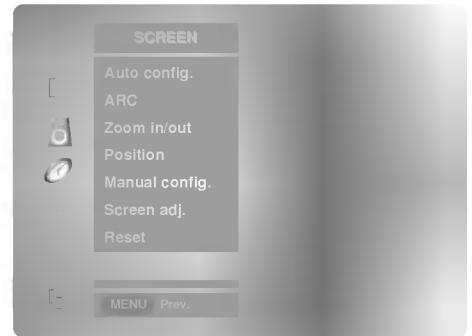 SCREEN
Auto config.
ARC
Zoom in/out
Position
Manual config.
Screen adj.
Reset
MENU Prev.